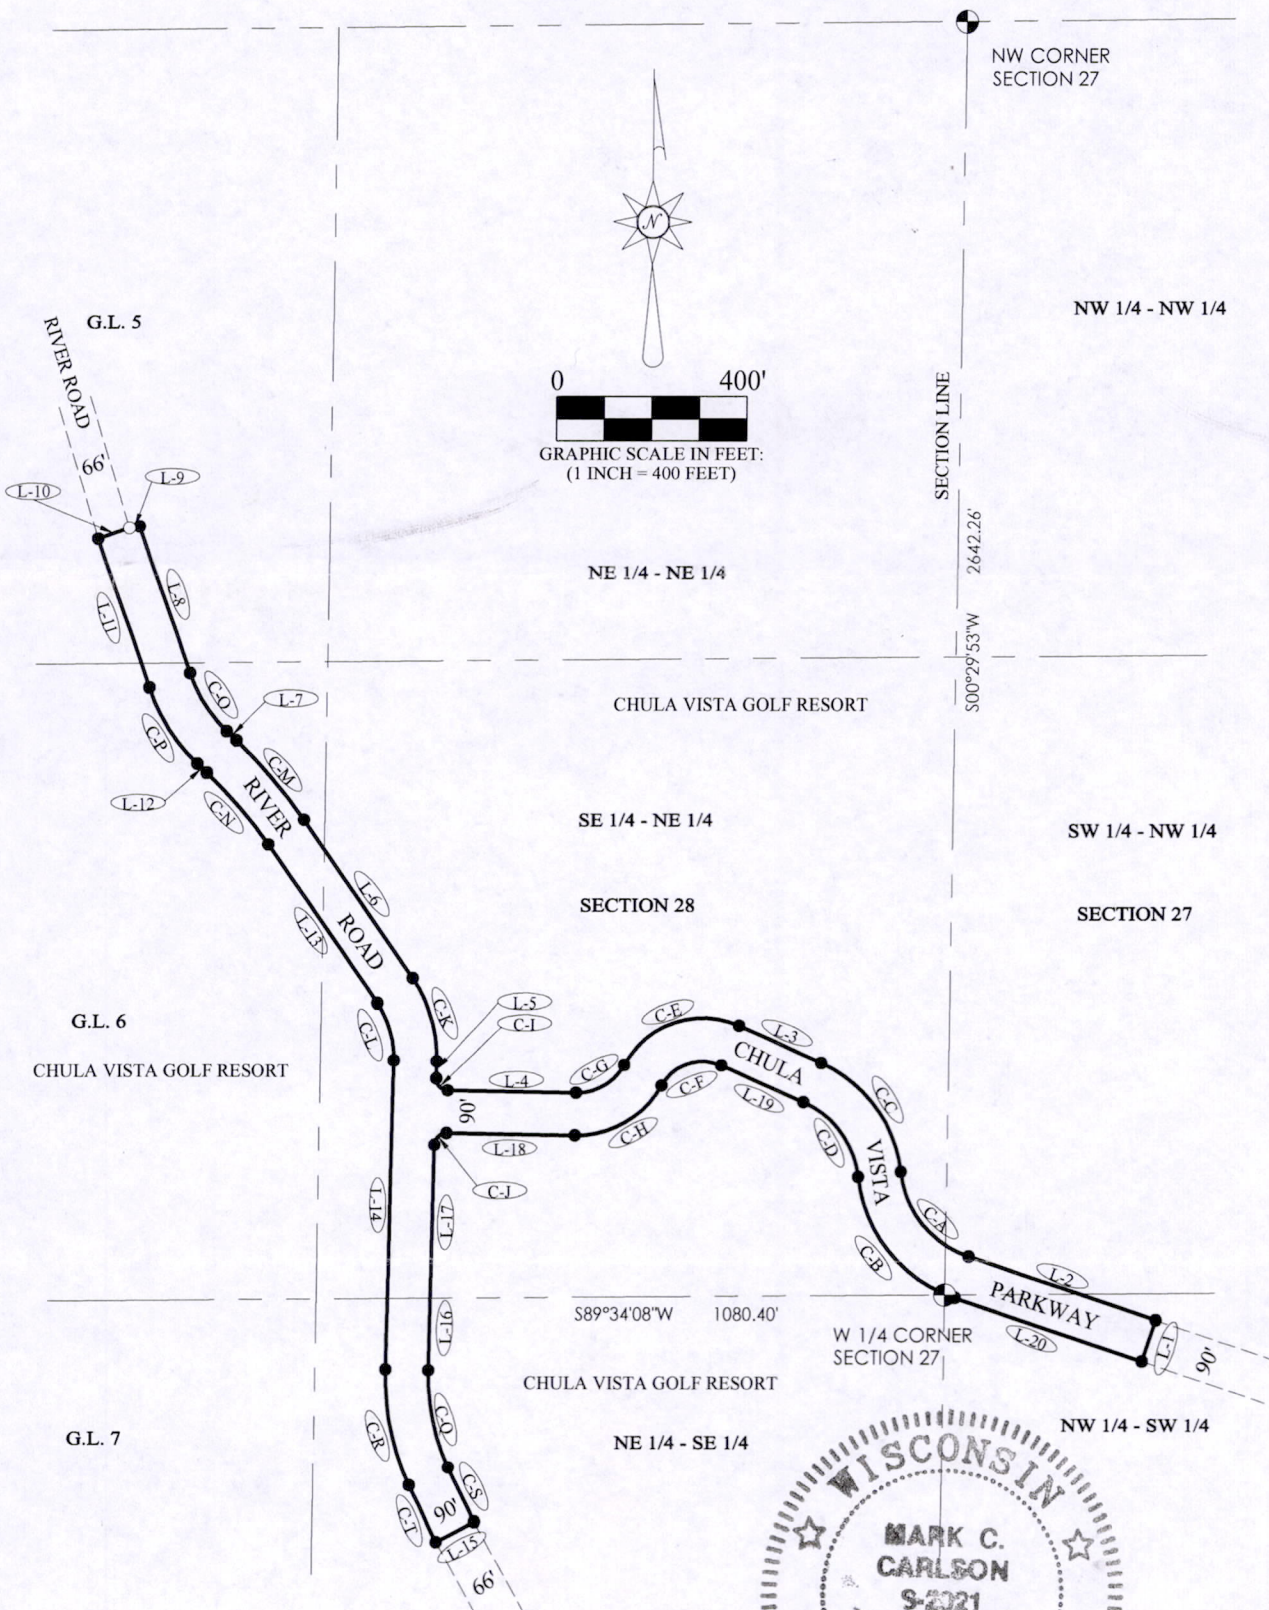 NW CORNER
SECTION 27
G.L. 5
NW 1/4 - NW 1/4
RIVER ROAD
66'
0 400'
GRAPHIC SCALE IN FEET:
(1 INCH = 400 FEET)
N
SECTION LINE
S00°29'53"W 2642.26'
L-10
L-9
L-8
L-11
NE 1/4 - NE 1/4
C-O
L-7
C-P
C-M
L-12
C-N
RIVER
CHULA VISTA GOLF RESORT
SE 1/4 - NE 1/4
SW 1/4 - NW 1/4
L-6
L-13
ROAD
SECTION 28
SECTION 27
G.L. 6
CHULA VISTA GOLF RESORT
C-K
C-L
L-5
C-I
C-E
L-3
CHULA
L-4
C-G
C-F
L-19
C-C
90'
L-18
C-H
C-D
VISTA
C-J
L-14
L-17
C-A
C-B
L-2
PARKWAY
L-20
L-1
90'
L-16
S89°34'08"W 1080.40'
W 1/4 CORNER
SECTION 27
CHULA VISTA GOLF RESORT
G.L. 7
NE 1/4 - SE 1/4
NW 1/4 - SW 1/4
C-R
C-Q
C-S
C-T
90'
L-15
66'
WISCONSIN
MARK C.
CARLSON
S-2021